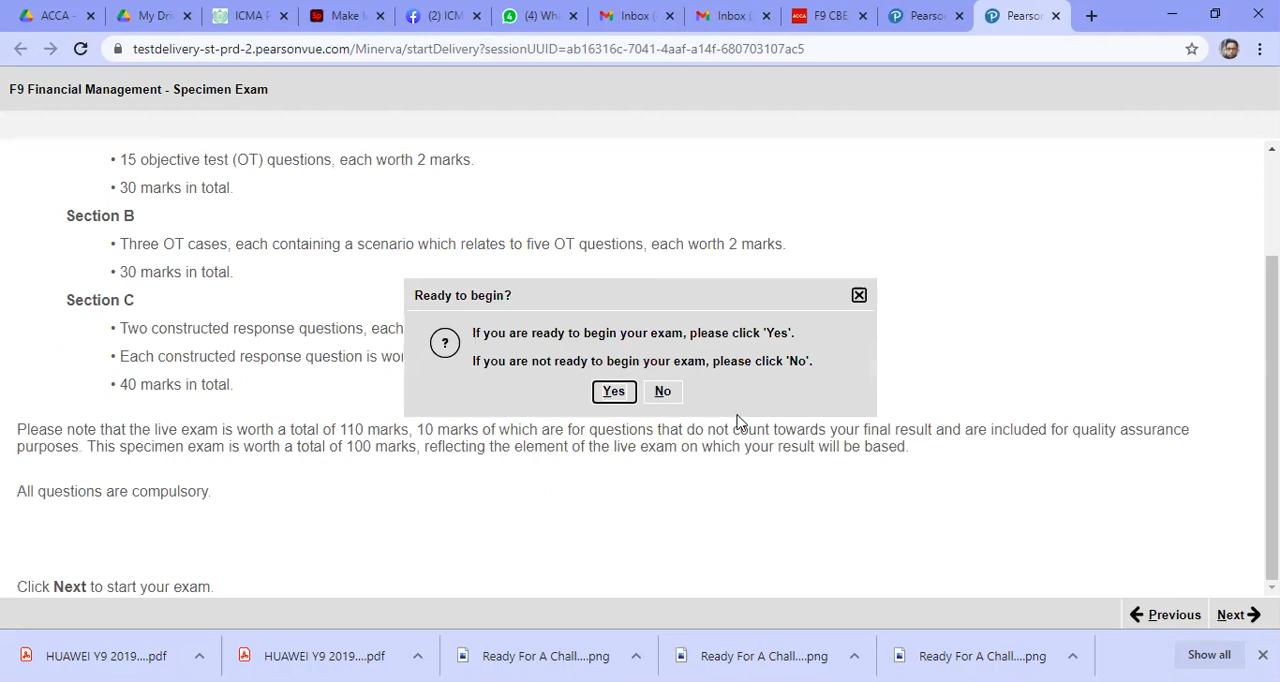 ACCA -
My Dri
ICMA P
Make I
(2) ICM
(4) Wha
Inbox (
Inbox (
F9 CBE
Pearso
Pearso
testdelivery-st-prd-2.pearsonvue.com/Minerva/startDelivery?sessionUUID=ab16316c-7041-4aaf-a14f-680703107ac5
F9 Financial Management - Specimen Exam
• 15 objective test (OT) questions, each worth 2 marks.
• 30 marks in total.
Section B
• Three OT cases, each containing a scenario which relates to five OT questions, each worth 2 marks.
• 30 marks in total.
Section C
• Two constructed response questions, each
• Each constructed response question is wor
• 40 marks in total.
Ready to begin?
If you are ready to begin your exam, please click 'Yes'.
If you are not ready to begin your exam, please click 'No'.
Yes No
Please note that the live exam is worth a total of 110 marks, 10 marks of which are for questions that do not count towards your final result and are included for quality assurance
purposes. This specimen exam is worth a total of 100 marks, reflecting the element of the live exam on which your result will be based.
All questions are compulsory.
Click Next to start your exam.
Previous Next
HUAWEI Y9 2019....pdf
HUAWEI Y9 2019....pdf
Ready For A Chall....png
Ready For A Chall....png
Ready For A Chall....png
Show all